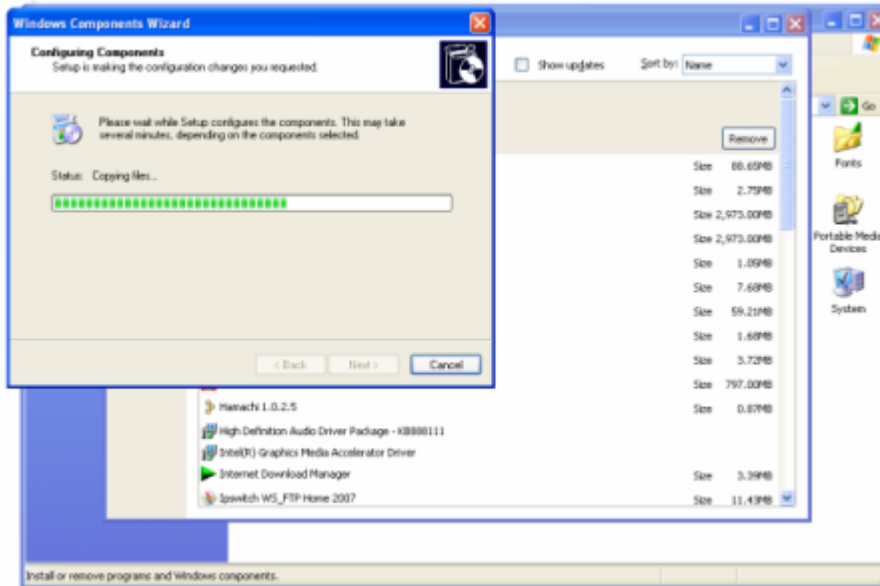 Windows Components Wizard
Configuring Components
Setup is making the configuration changes you requested.
Please wait while Setup configures the components. This may take
several minutes, depending on the components selected.
Status: Copying files...
< Back Next > Cancel
Show updates Sort by: Name
Remove
Size 88.65MB
Size 2.75MB
Size 2,973.00MB
Size 2,973.00MB
Size 1.05MB
Size 7.68MB
Size 59.21MB
Size 1.68MB
Size 3.72MB
Size 797.00MB
Hamachi 1.0.2.5 Size 0.87MB
High Definition Audio Driver Package - KB888111
Intel(R) Graphics Media Accelerator Driver
Internet Download Manager Size 3.39MB
Ipswitch WS_FTP Home 2007 Size 11.43MB
Go
Fonts
Portable Media
Devices
System
Install or remove programs and Windows components.